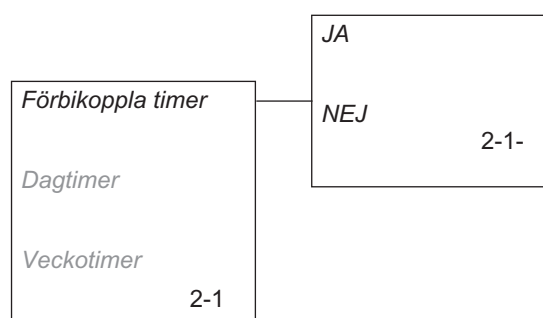 JA
NEJ
2-1-
Förbikoppla timer
Dagtimer
Veckotimer
2-1